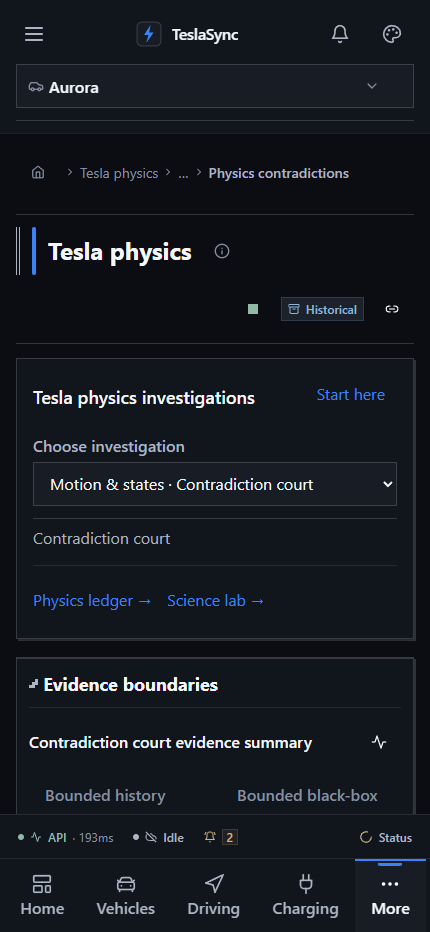 TeslaSync
Aurora
Tesla physics ... Physics contradictions
Tesla physics
Historical
Tesla physics investigations Start here
Choose investigation
Motion & states · Contradiction court
Contradiction court
Physics ledger → Science lab →
Evidence boundaries
Contradiction court evidence summary
Bounded history Bounded black-box
API · 193ms Idle 2 Status
Home Vehicles Driving Charging More